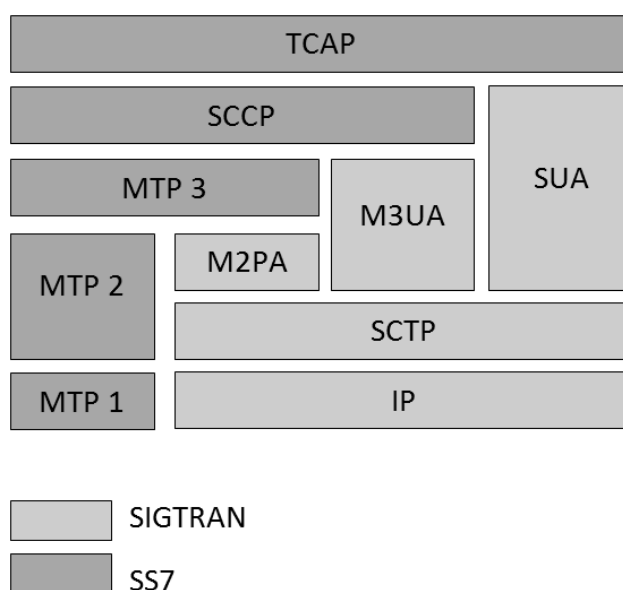 TCAP
SCCP
SUA
MTP 3
M3UA
MTP 2
M2PA
SCTP
MTP 1
IP
SIGTRAN
SS7